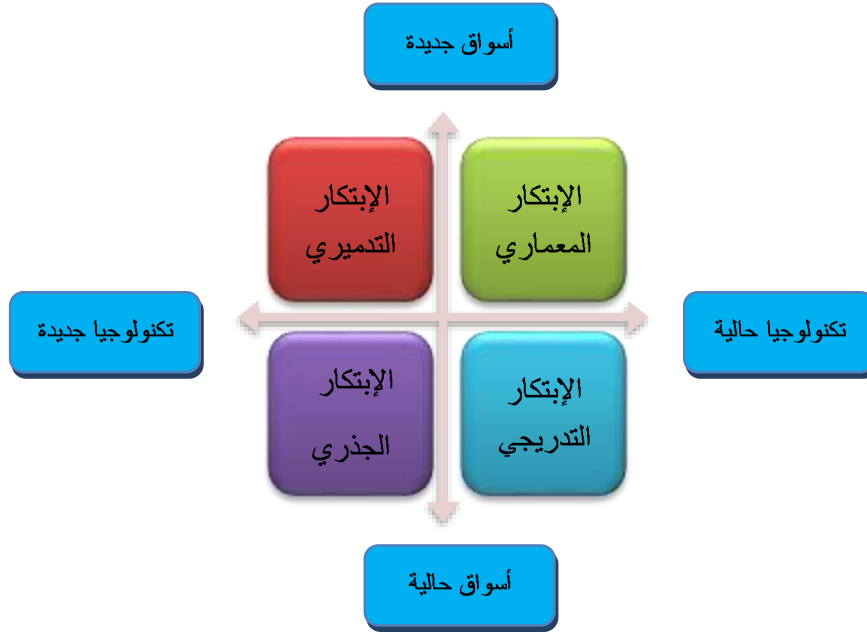 أسواق جديدة
الإبتكار
المعماري
الإبتكار
التدميري
تكنولوجيا حالية
تكنولوجيا جديدة
الإبتكار
التدريجي
الإبتكار
الجذري
أسواق حالية